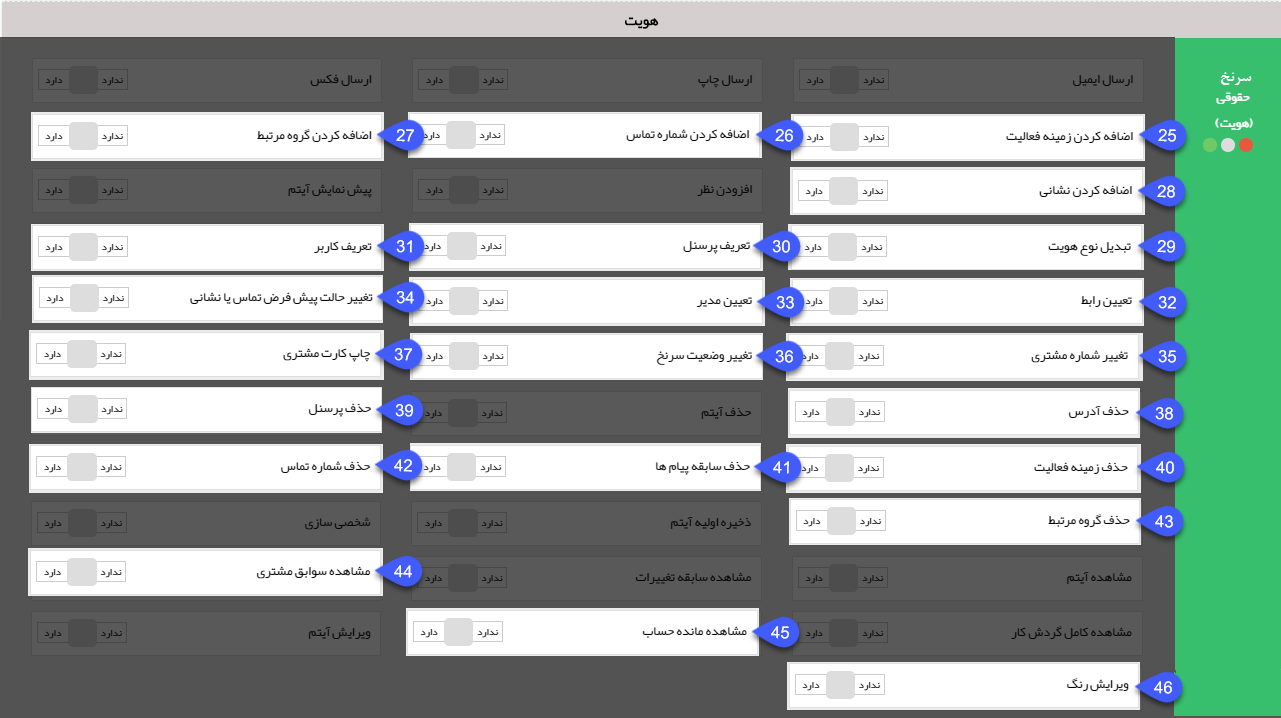 هویت
سرنخ
حقوقی
(هویت)
ارسال ایمیل ندارد دارد ارسال چاپ ندارد دارد ارسال فکس ندارد دارد
25 اضافه کردن زمینه فعالیت ندارد دارد 26 اضافه کردن شماره تماس ندارد دارد 27 اضافه کردن گروه مرتبط ندارد دارد
28 اضافه کردن نشانی ندارد دارد افزودن نظر ندارد دارد پیش نمایش آیتم ندارد دارد
29 تبدیل نوع هویت ندارد دارد 30 تعریف پرسنل ندارد دارد 31 تعریف کاربر ندارد دارد
32 تعیین رابط ندارد دارد 33 تعیین مدیر ندارد دارد 34 تغییر حالت پیش فرض تماس یا نشانی ندارد دارد
35 تغییر شماره مشتری ندارد دارد 36 تغییر وضعیت سرنخ ندارد دارد 37 چاپ کارت مشتری ندارد دارد
38 حذف آدرس ندارد دارد حذف آیتم ندارد دارد 39 حذف پرسنل ندارد دارد
40 حذف زمینه فعالیت ندارد دارد 41 حذف سابقه پیام ها ندارد دارد 42 حذف شماره تماس ندارد دارد
43 حذف گروه مرتبط ندارد دارد ذخیره اولیه آیتم ندارد دارد شخصی سازی ندارد دارد
مشاهده آیتم ندارد دارد مشاهده سابقه تغییرات ندارد دارد 44 مشاهده سوابق مشتری ندارد دارد
مشاهده کامل گردش کار ندارد دارد 45 مشاهده مانده حساب ندارد دارد ویرایش آیتم ندارد دارد
46 ویرایش رنگ ندارد دارد